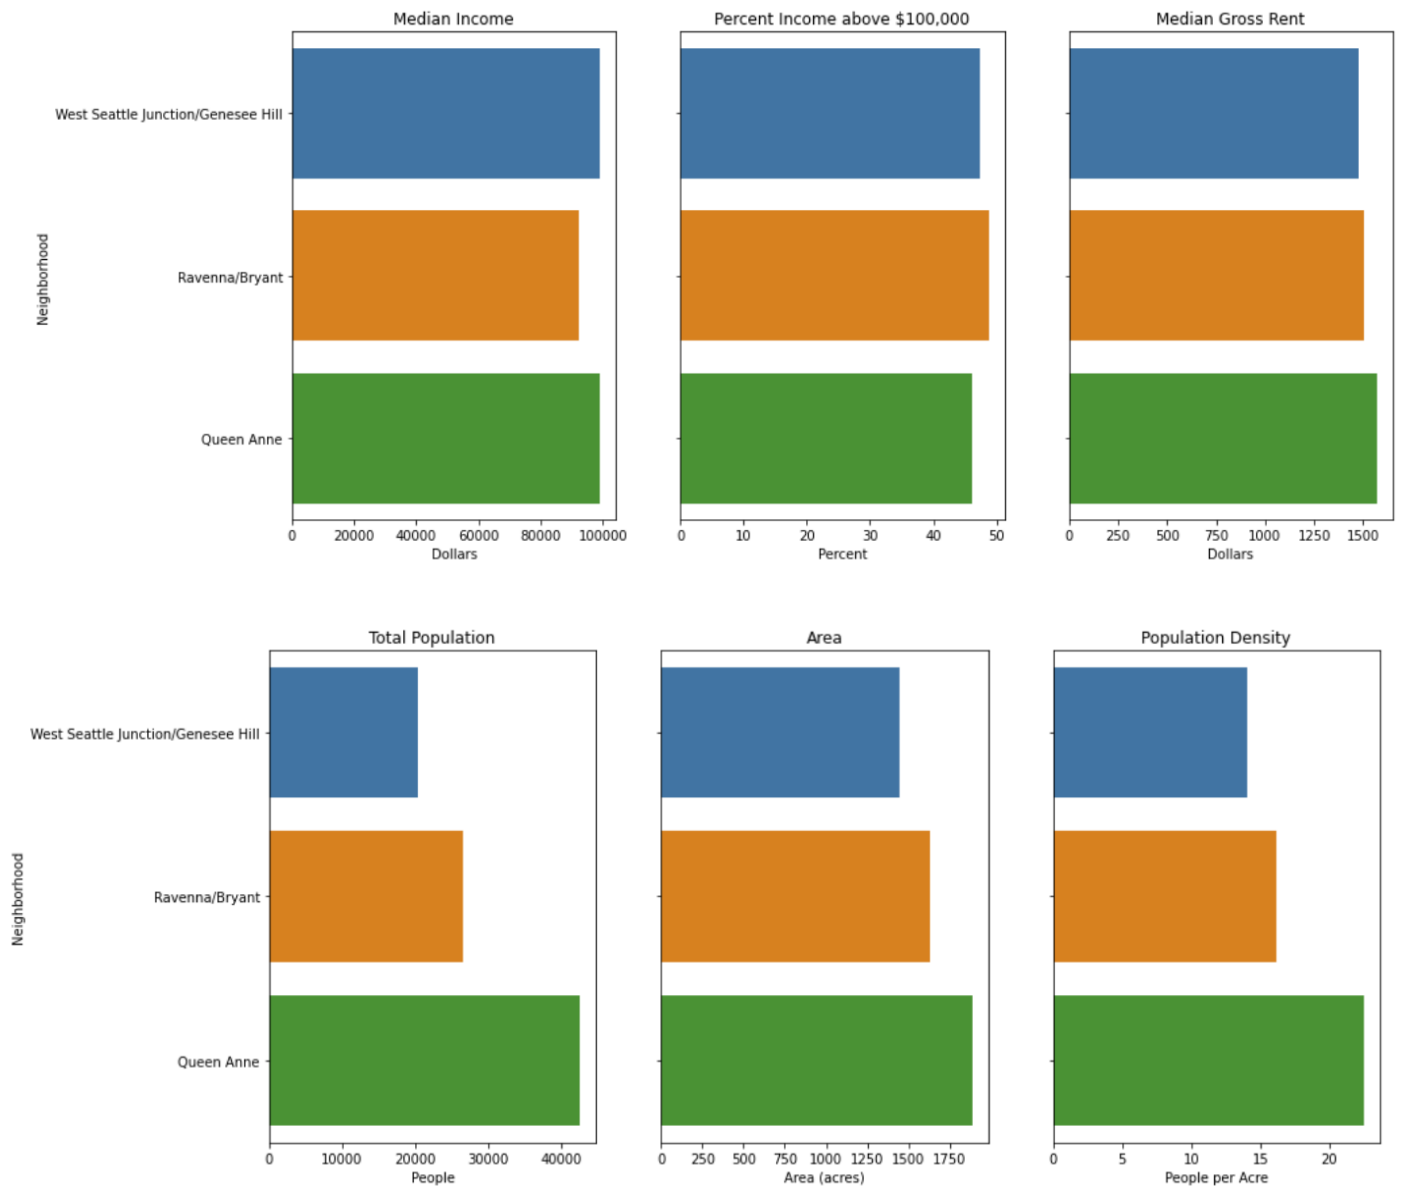 Median Income
Percent Income above $100,000
Median Gross Rent
West Seattle Junction/Genesee Hill
Neighborhood
Ravenna/Bryant
Queen Anne
0 20000 40000 60000 80000 100000
Dollars
0 10 20 30 40 50
Percent
0 250 500 750 1000 1250 1500
Dollars
Total Population
Area
Population Density
West Seattle Junction/Genesee Hill
Neighborhood
Ravenna/Bryant
Queen Anne
0 10000 20000 30000 40000
People
0 250 500 750 1000 1250 1500 1750
Area (acres)
0 5 10 15 20
People per Acre